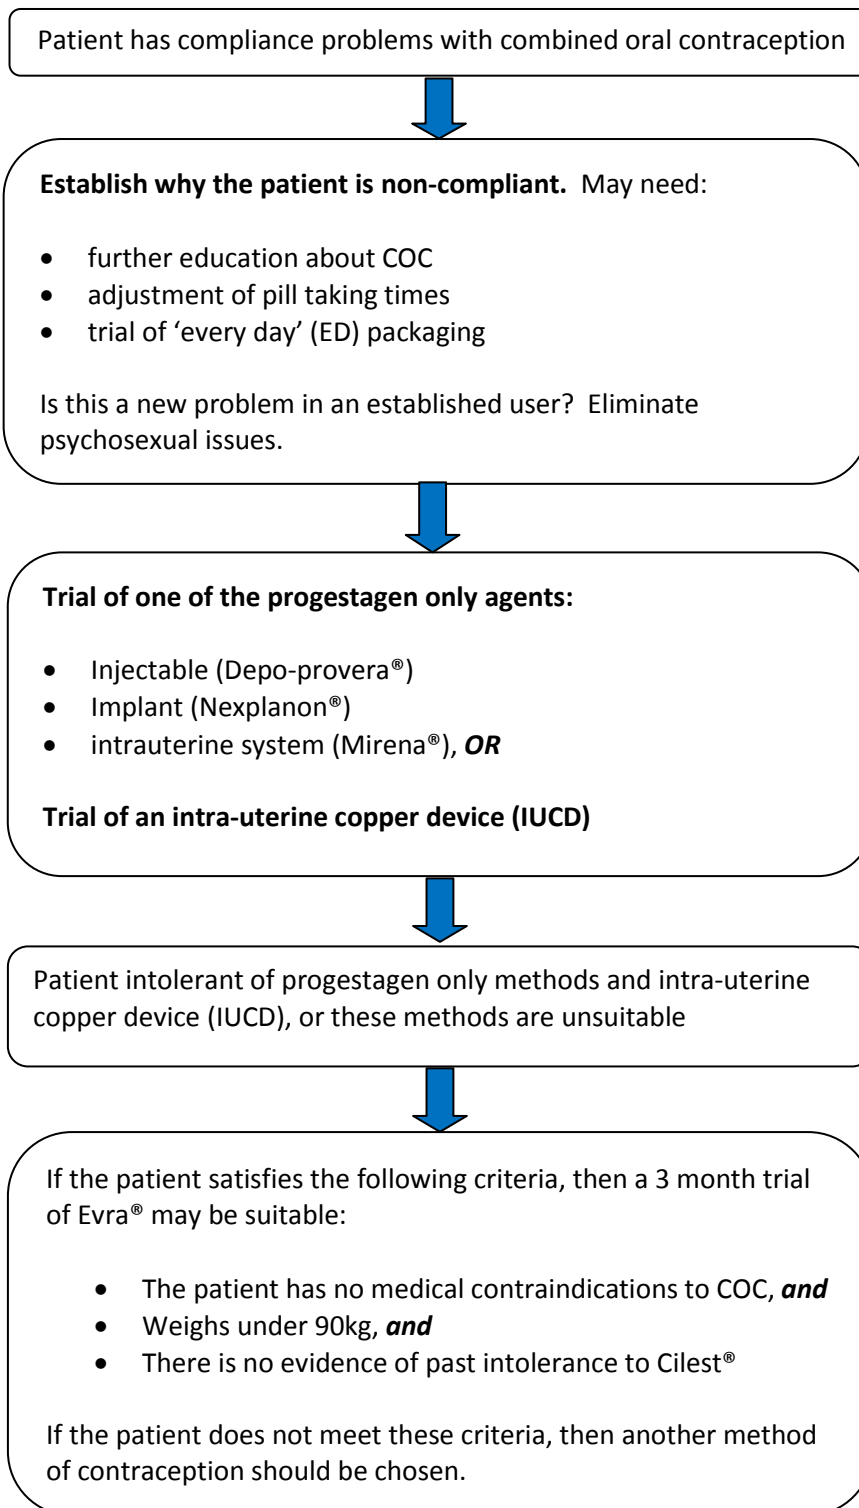 Patient has compliance problems with combined oral contraception
Establish why the patient is non-compliant.  May need:
• further education about COC
• adjustment of pill taking times
• trial of ‘every day’ (ED) packaging
Is this a new problem in an established user?  Eliminate
psychosexual issues.
Trial of one of the progestagen only agents:
• Injectable (Depo-provera®)
• Implant (Nexplanon®)
• intrauterine system (Mirena®), OR
Trial of an intra-uterine copper device (IUCD)
Patient intolerant of progestagen only methods and intra-uterine
copper device (IUCD), or these methods are unsuitable
If the patient satisfies the following criteria, then a 3 month trial
of Evra® may be suitable:
• The patient has no medical contraindications to COC, and
• Weighs under 90kg, and
• There is no evidence of past intolerance to Cilest®
If the patient does not meet these criteria, then another method
of contraception should be chosen.